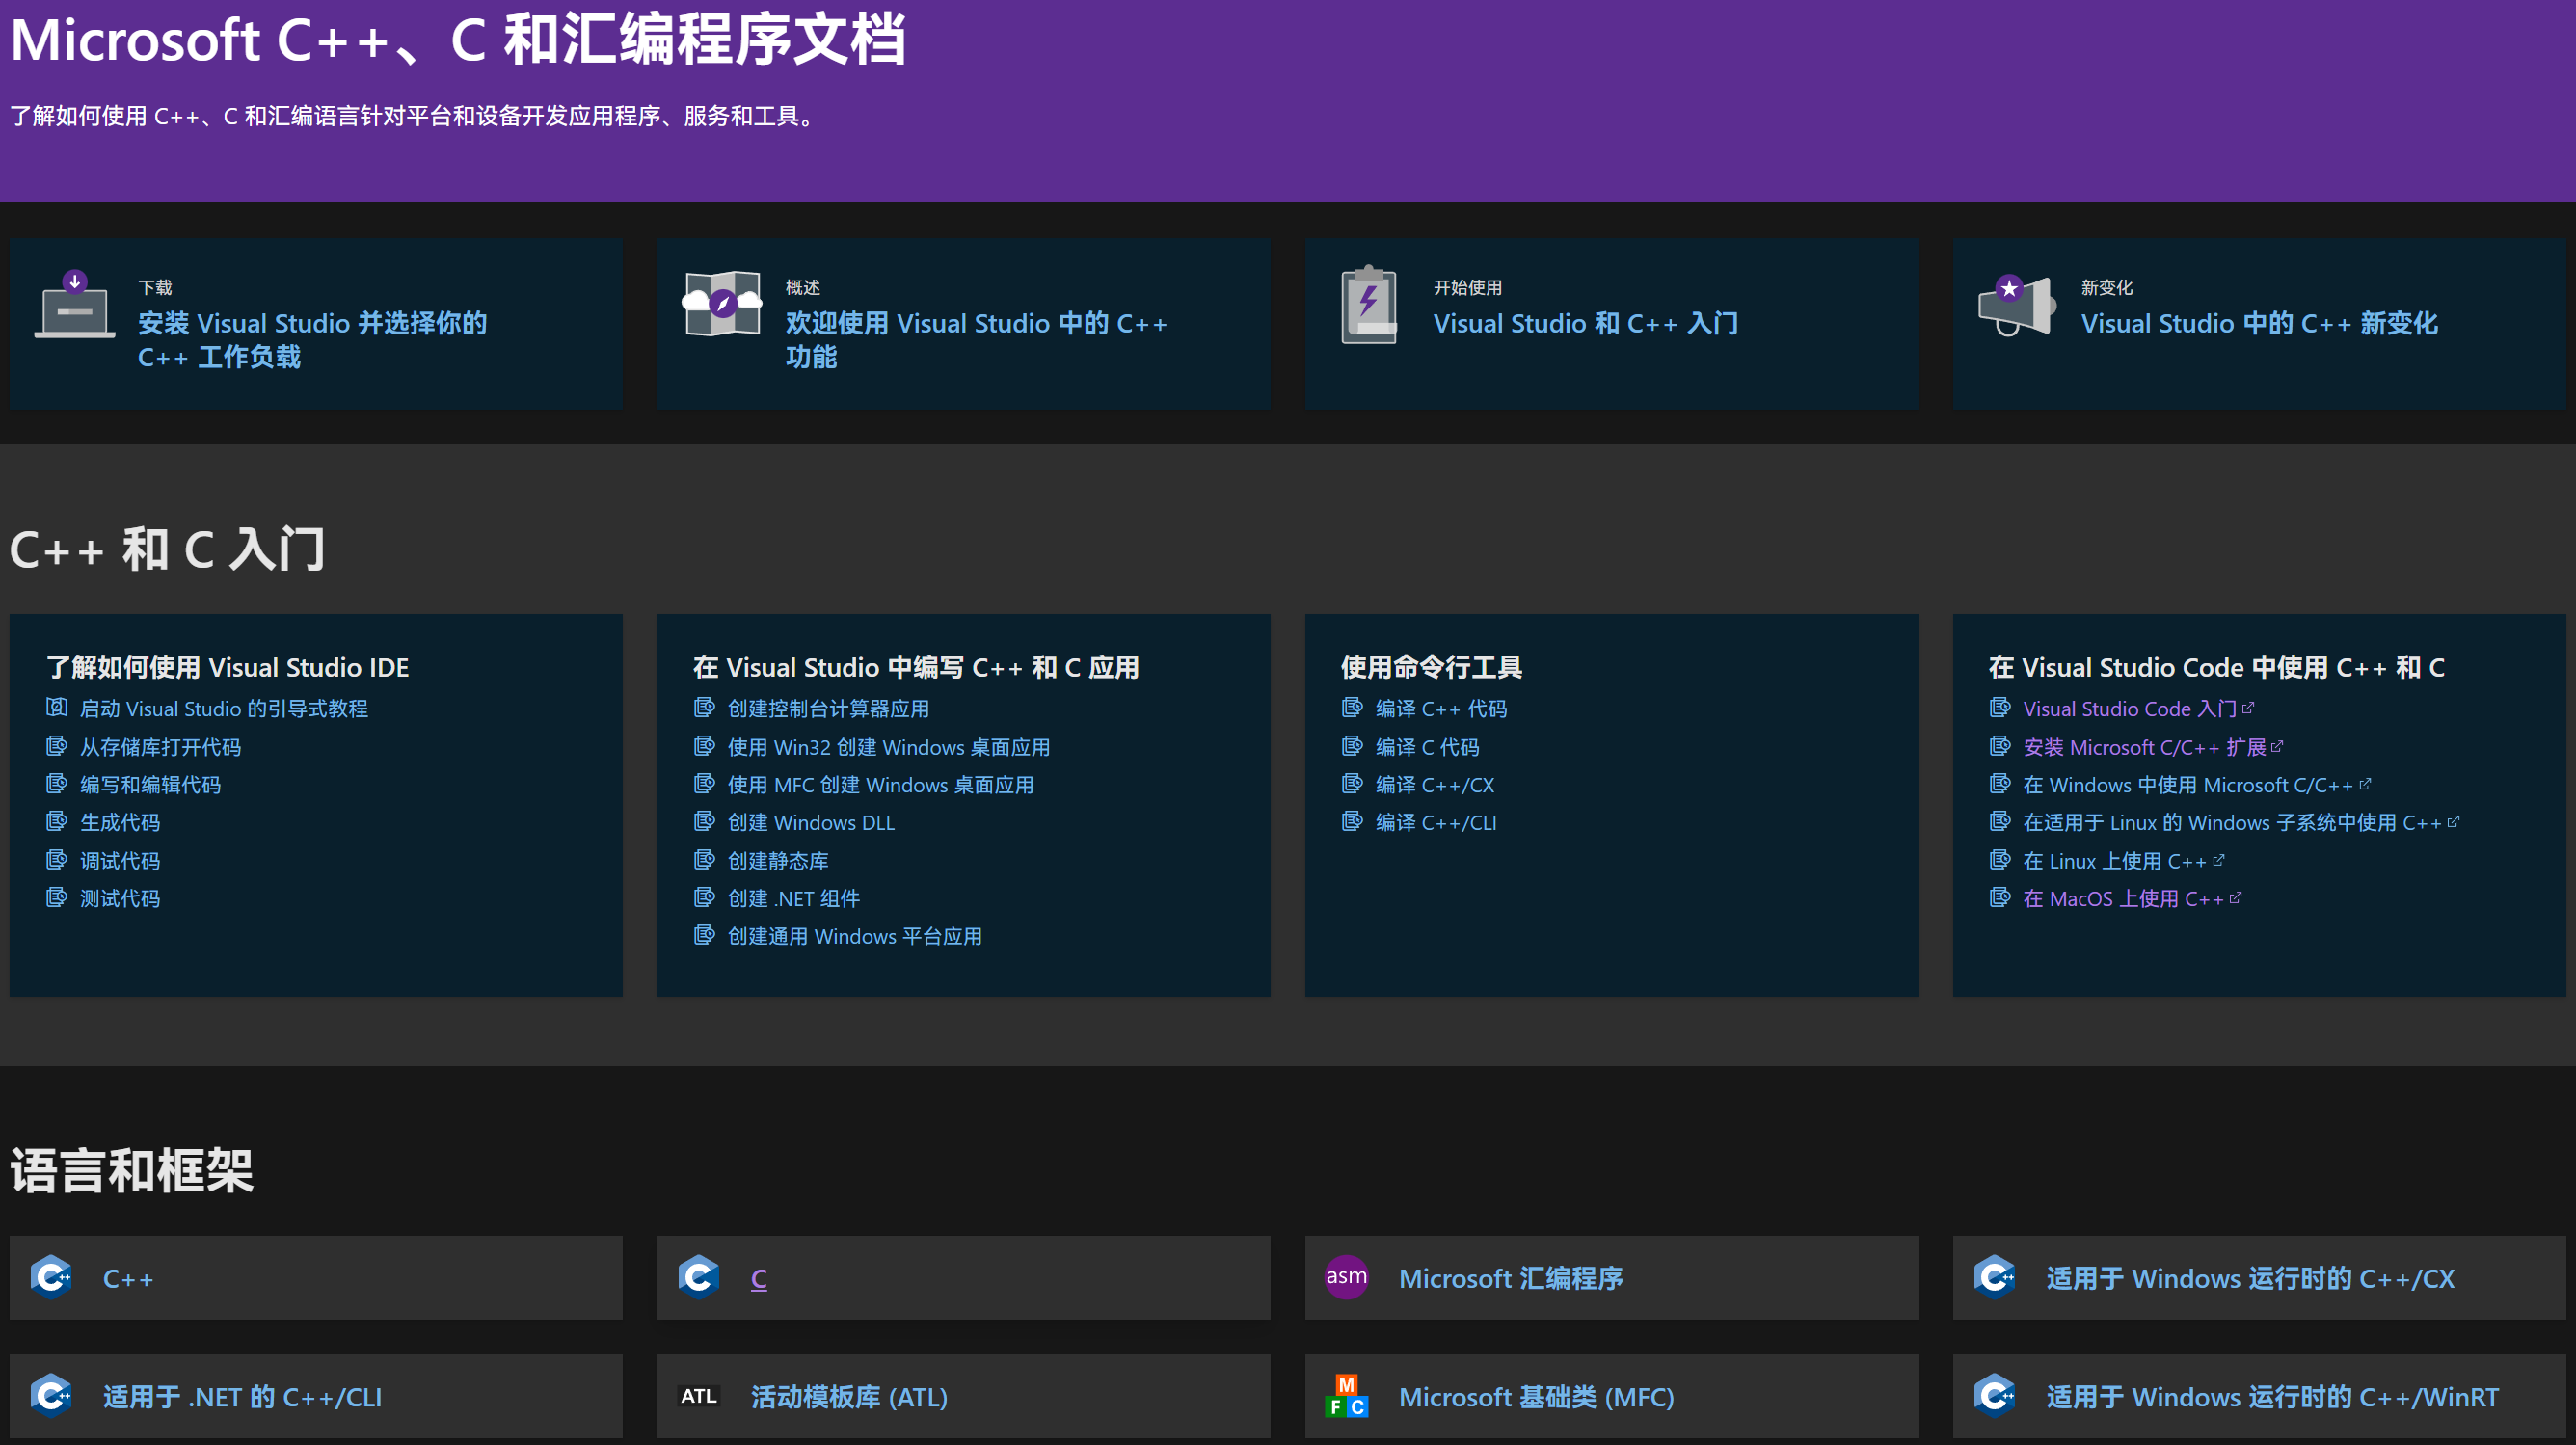 Microsoft C++、C 和汇编程序文档
了解如何使用 C++、C 和汇编语言针对平台和设备开发应用程序、服务和工具。
下载
安装 Visual Studio 并选择你的
C++ 工作负载
概述
欢迎使用 Visual Studio 中的 C++
功能
开始使用
Visual Studio 和 C++ 入门
新变化
Visual Studio 中的 C++ 新变化
C++ 和 C 入门
了解如何使用 Visual Studio IDE
启动 Visual Studio 的引导式教程
从存储库打开代码
编写和编辑代码
生成代码
调试代码
测试代码
在 Visual Studio 中编写 C++ 和 C 应用
创建控制台计算器应用
使用 Win32 创建 Windows 桌面应用
使用 MFC 创建 Windows 桌面应用
创建 Windows DLL
创建静态库
创建 .NET 组件
创建通用 Windows 平台应用
使用命令行工具
编译 C++ 代码
编译 C 代码
编译 C++/CX
编译 C++/CLI
在 Visual Studio Code 中使用 C++ 和 C
Visual Studio Code 入门
安装 Microsoft C/C++ 扩展
在 Windows 中使用 Microsoft C/C++
在适用于 Linux 的 Windows 子系统中使用 C++
在 Linux 上使用 C++
在 MacOS 上使用 C++
语言和框架
C++ C++
C C
asm Microsoft 汇编程序
C++ 适用于 Windows 运行时的 C++/CX
C++ 适用于 .NET 的 C++/CLI
ATL 活动模板库 (ATL)
MFC Microsoft 基础类 (MFC)
C++ 适用于 Windows 运行时的 C++/WinRT